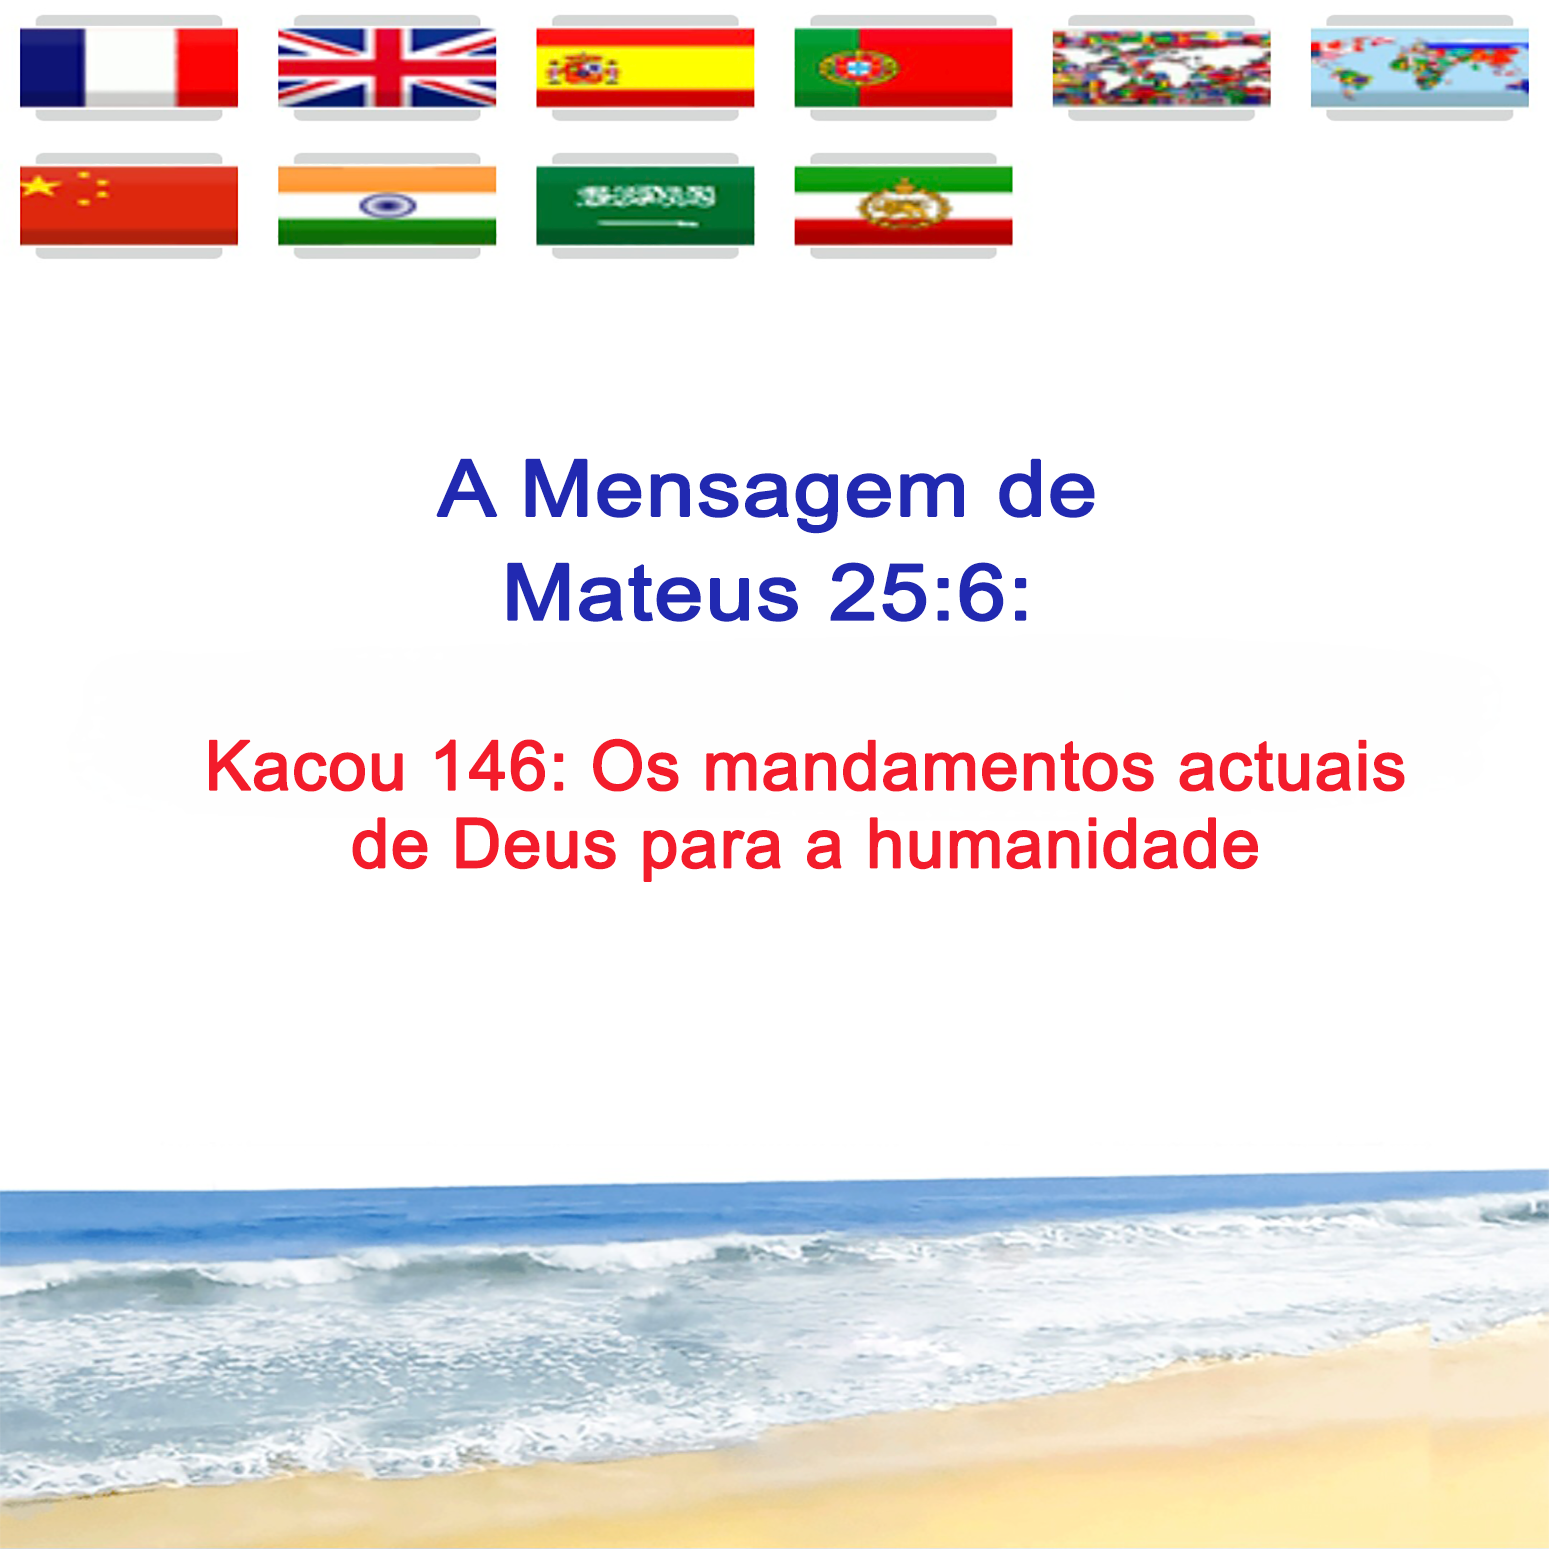 A Mensagem de
Mateus 25:6:
Kacou 146: Os mandamentos actuais
de Deus para a humanidade